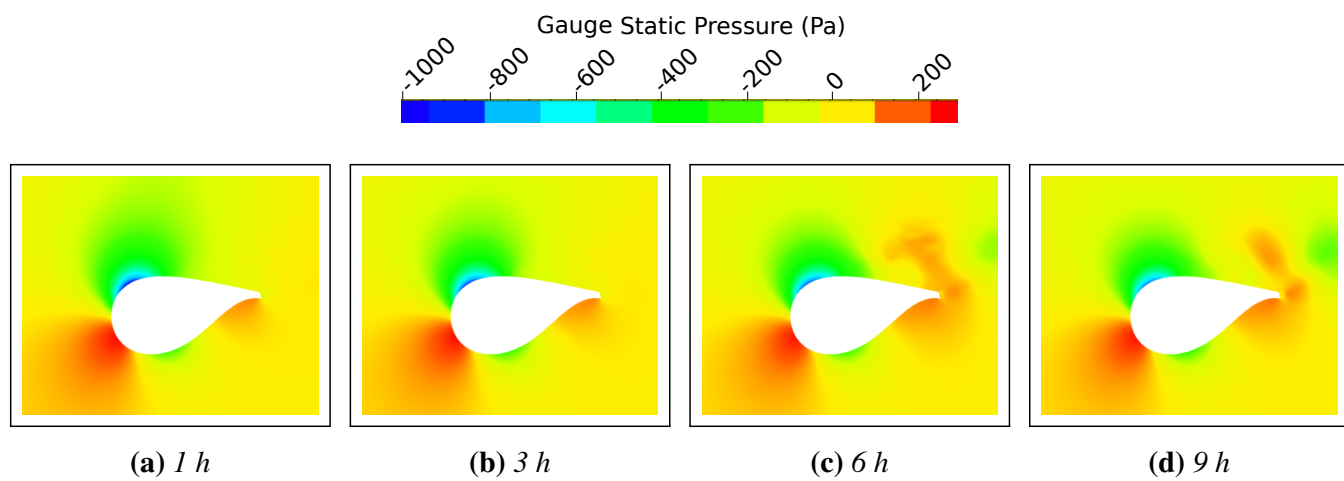 Gauge Static Pressure (Pa)
-1000 -800 -600 -400 -200 0 200
(a) 1 h (b) 3 h (c) 6 h (d) 9 h